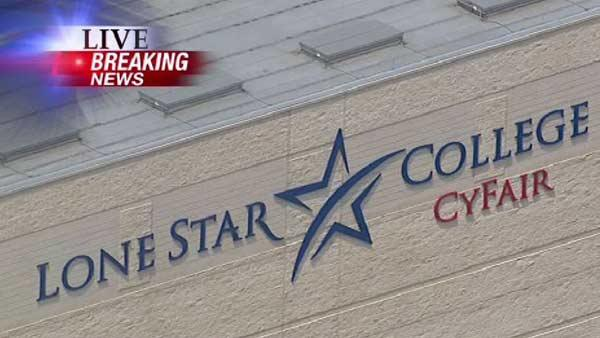 LIVE
BREAKING
NEWS
LONE STAR COLLEGE
CYFAIR